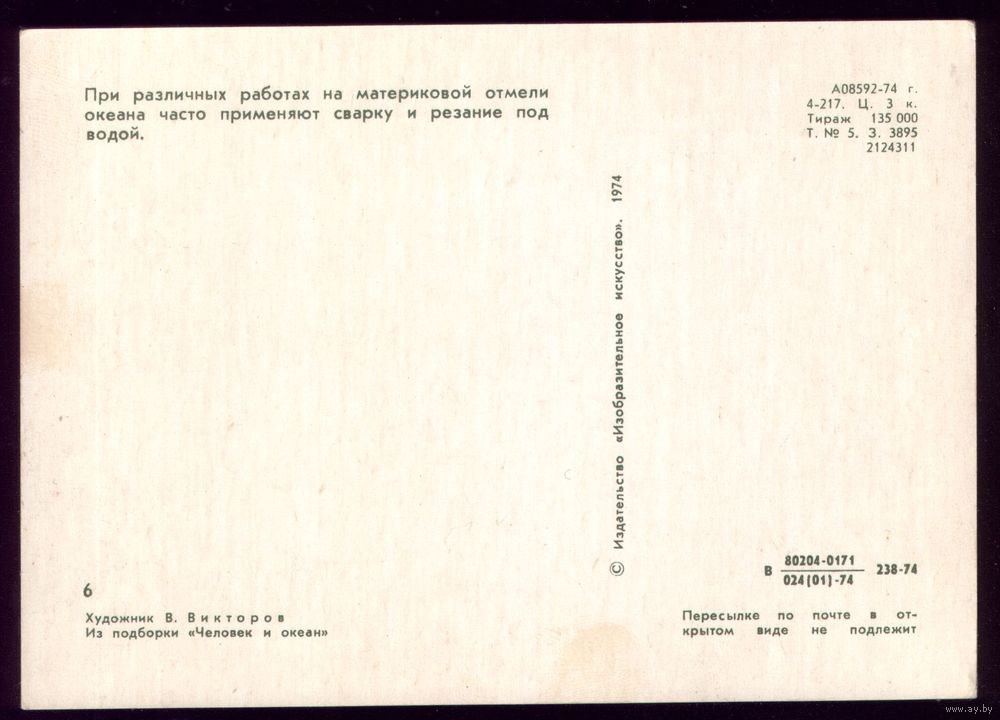 При различных работах на материковой отмели
океана часто применяют сварку и резание под
водой.
А08592-74 г.
4-217. Ц. 3 к.
Тираж 135 000
Т. № 5. З. 3895
2124311
© Издательство «Изобразительное искусство». 1974
6
Художник В. Викторов
Из подборки «Человек и океан»
В 80204-0171 238-74
024(01)-74
Пересылке по почте в от-
крытом виде не подлежит
www.ay.by